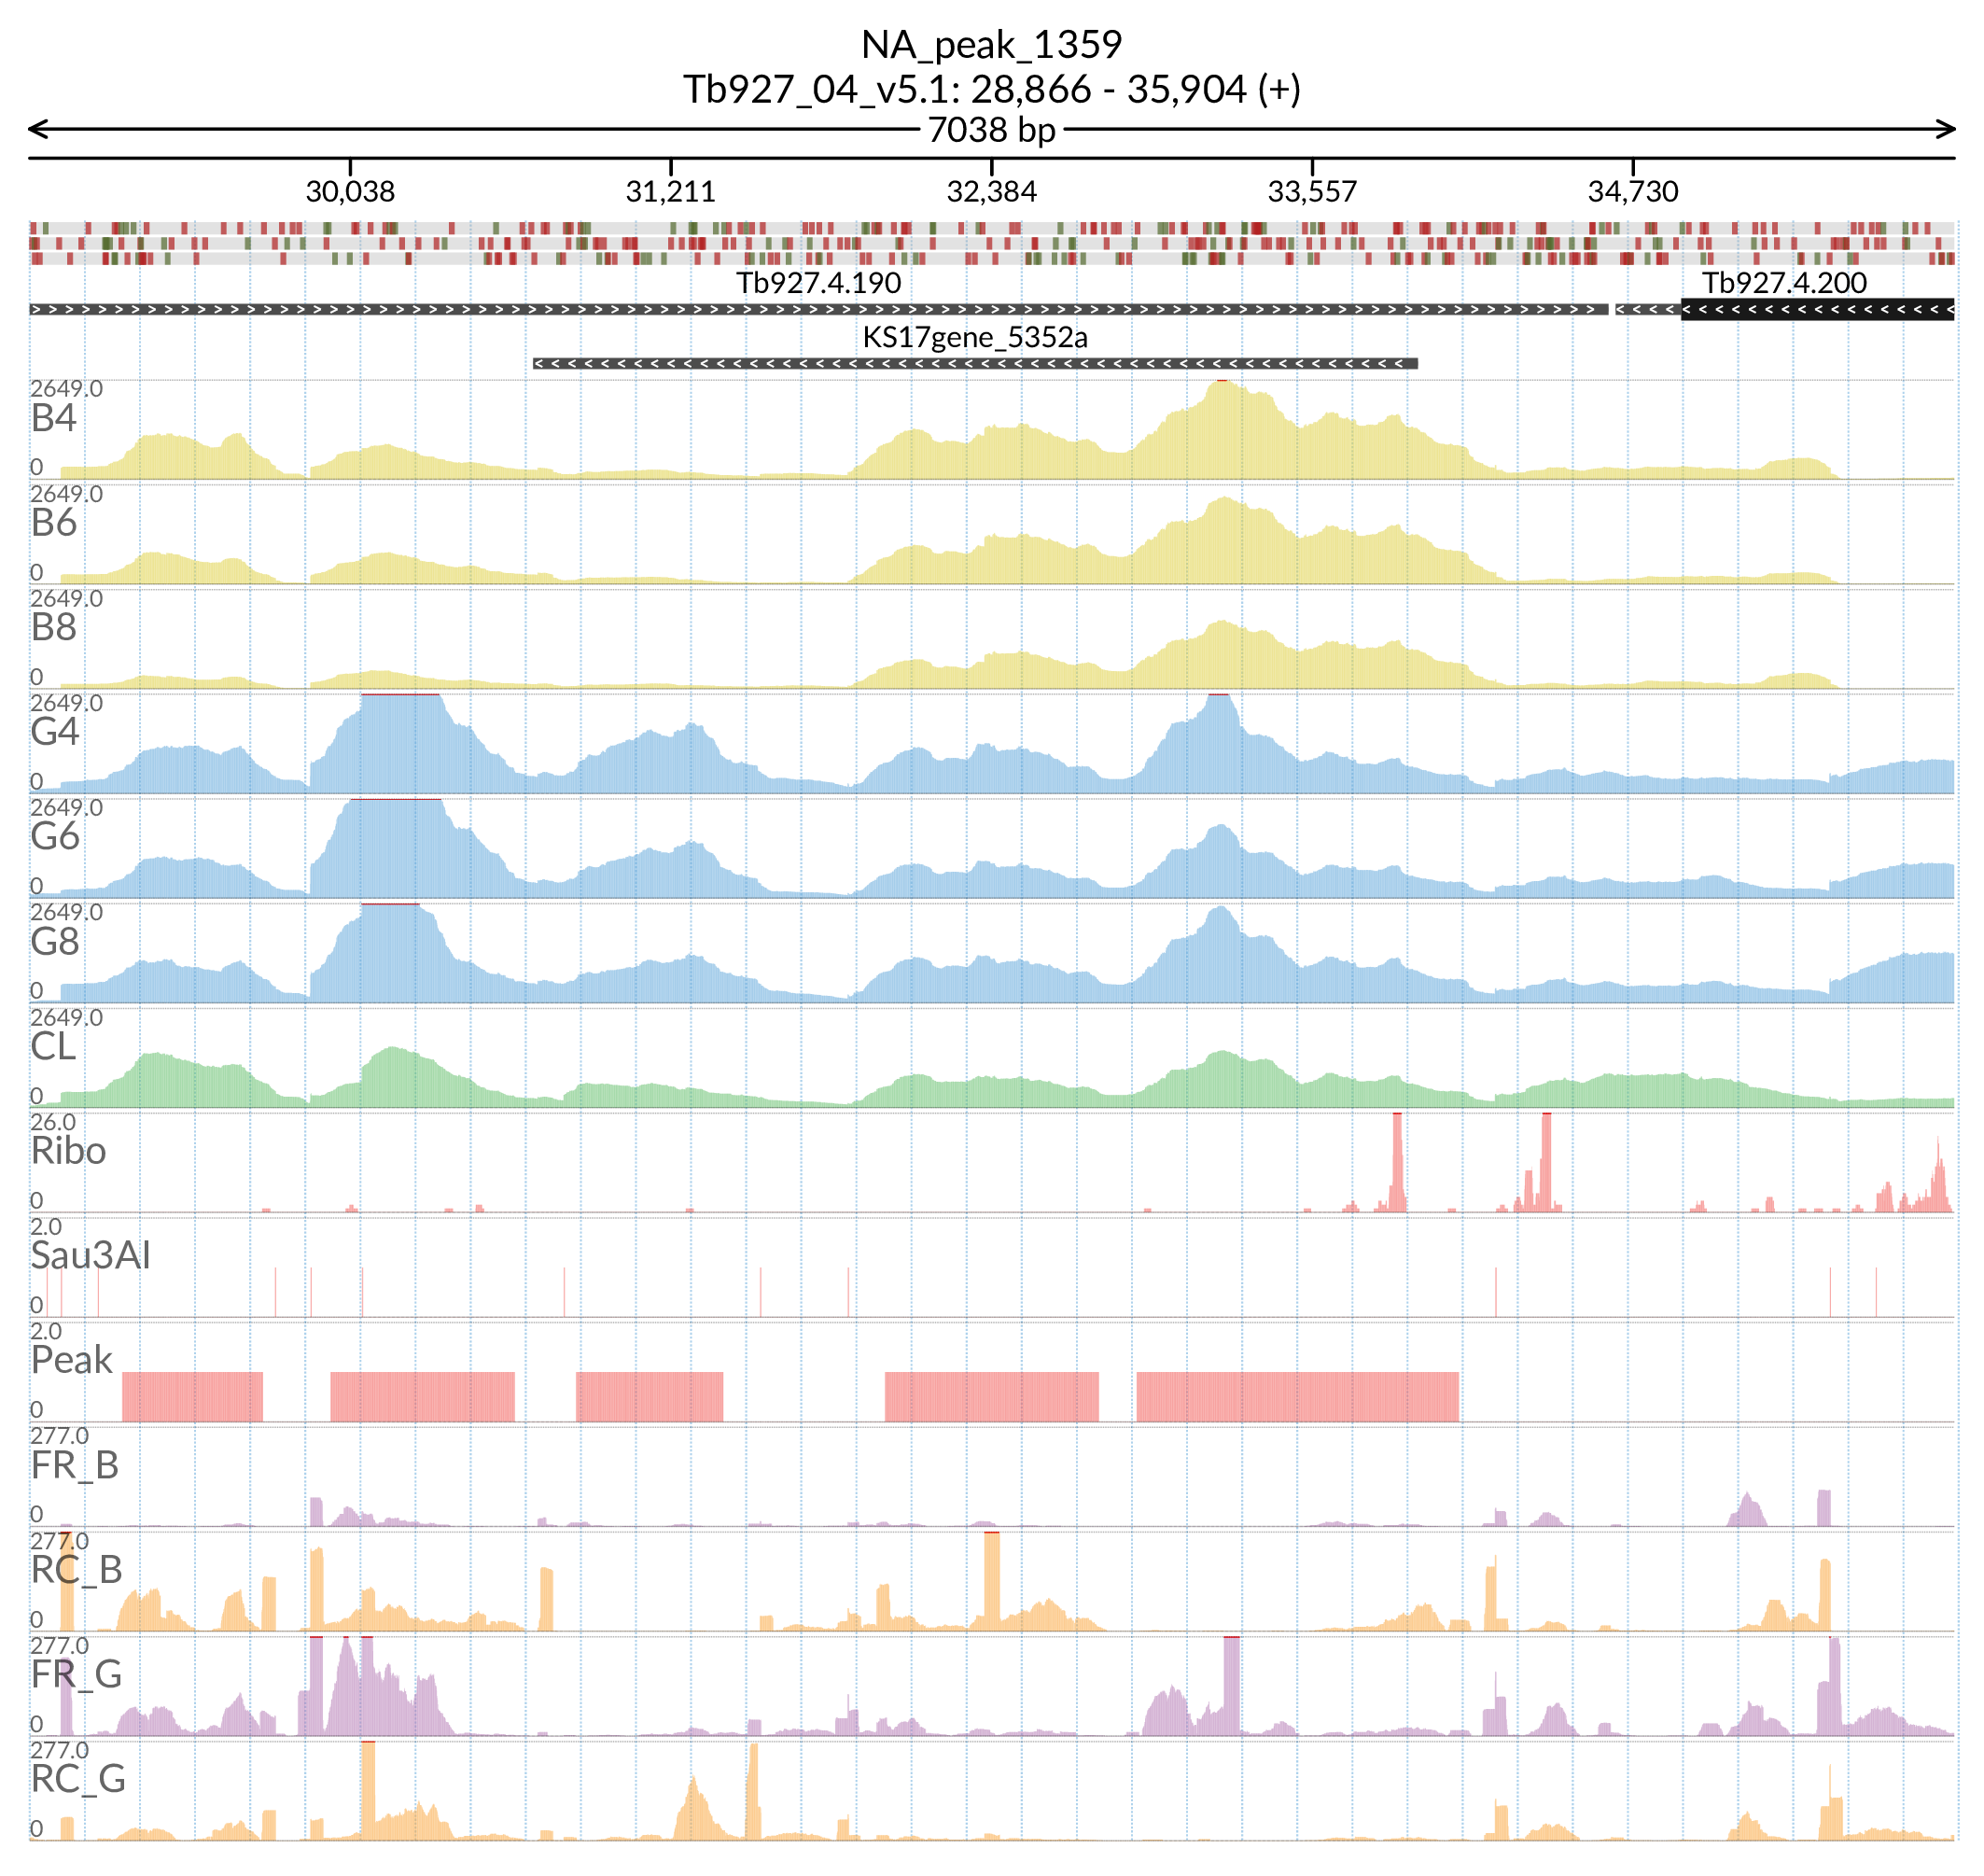 NA_peak_1359
Tb927_04_v5.1: 28,866 - 35,904 (+)
7038 bp
30,038 31,211 32,384 33,557 34,730
Tb927.4.190 Tb927.4.200
KS17gene_5352a
2649.0
B4
0
2649.0
B6
0
2649.0
B8
0
2649.0
G4
0
2649.0
G6
0
2649.0
G8
0
2649.0
CL
0
26.0
Ribo
0
2.0
Sau3AI
0
2.0
Peak
0
277.0
FR_B
0
277.0
RC_B
0
277.0
FR_G
0
277.0
RC_G
0